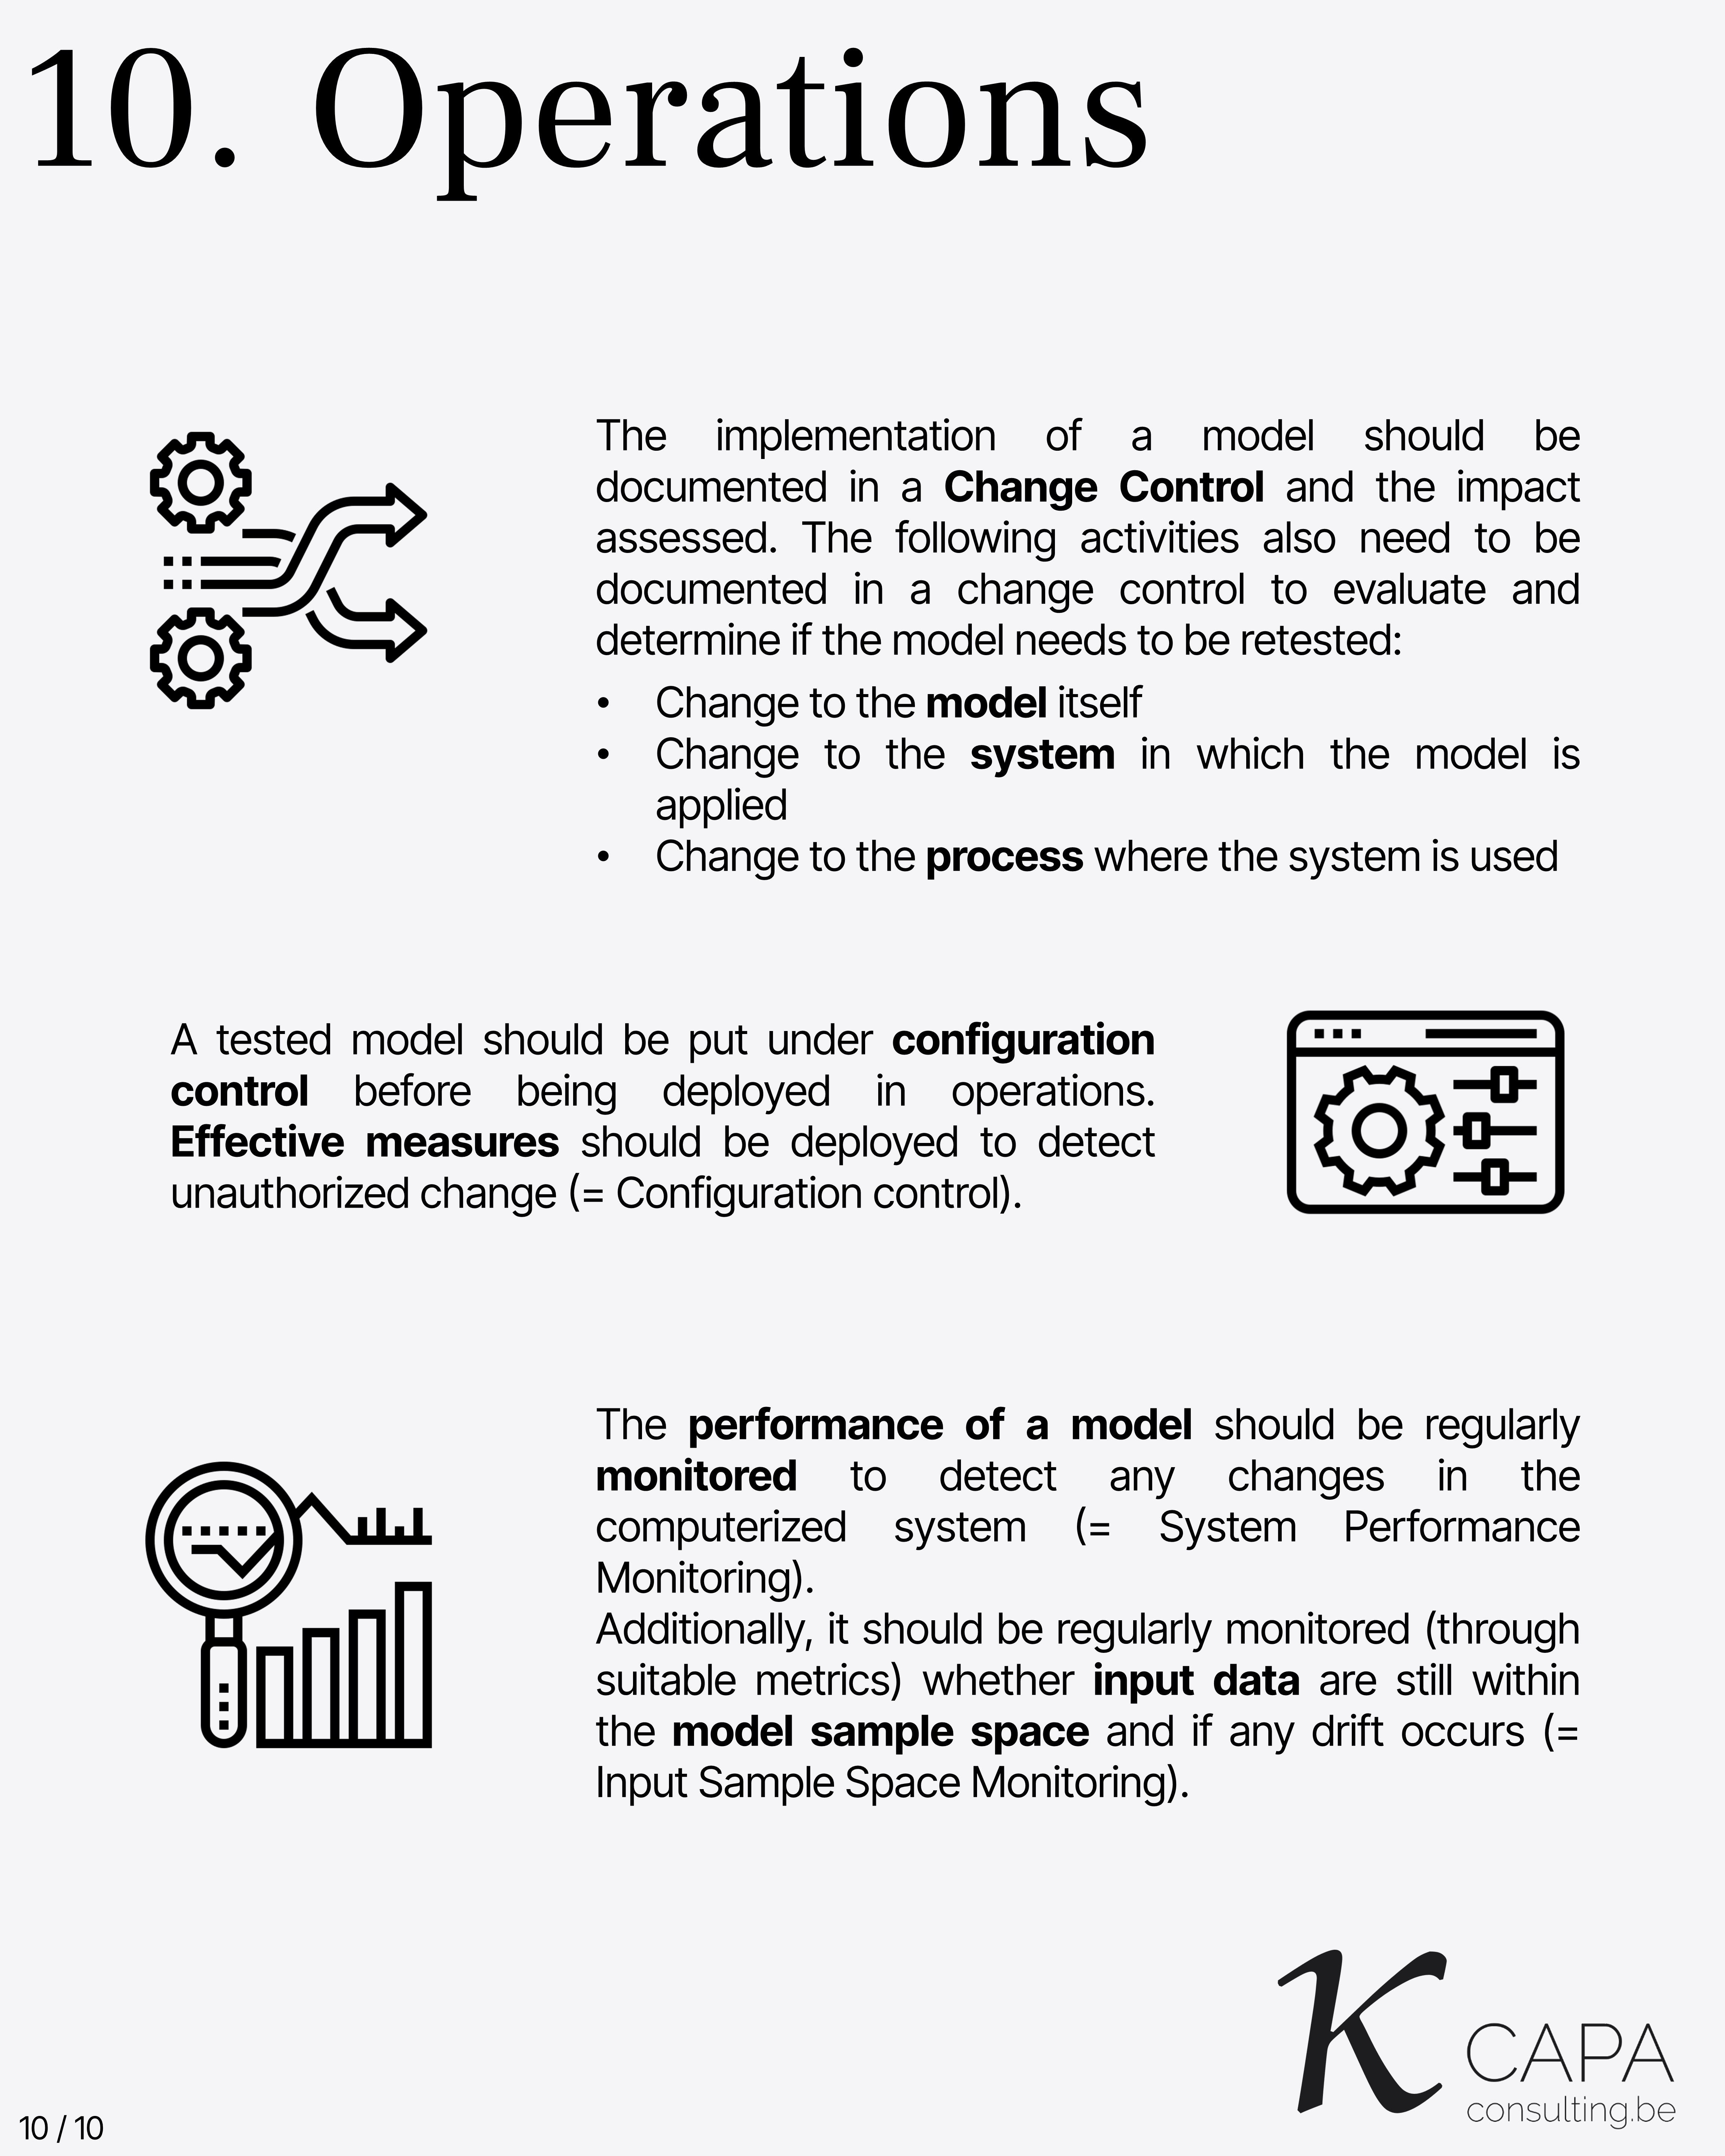 10. Operations
The implementation of a model should be
documented in a Change Control and the impact
assessed. The following activities also need to be
documented in a change control to evaluate and
determine if the model needs to be retested:
• Change to the model itself
• Change to the system in which the model is
applied
• Change to the process where the system is used
A tested model should be put under configuration
control before being deployed in operations.
Effective measures should be deployed to detect
unauthorized change (= Configuration control).
The performance of a model should be regularly
monitored to detect any changes in the
computerized system (= System Performance
Monitoring).
Additionally, it should be regularly monitored (through
suitable metrics) whether input data are still within
the model sample space and if any drift occurs (=
Input Sample Space Monitoring).
K CAPA
consulting.be
10 / 10